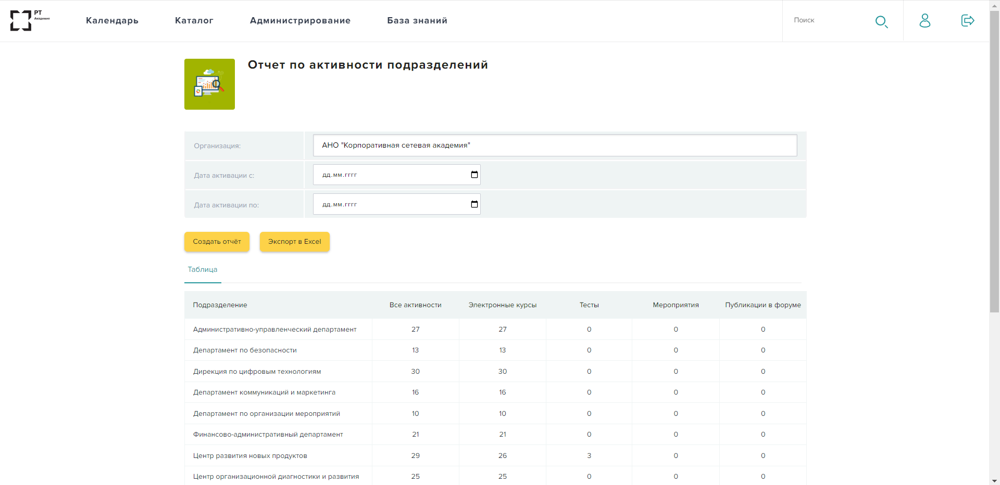 РТ
Академия
Календарь
Каталог
Администрирование
База знаний
Поиск
Отчет по активности подразделений
Организация:
АНО "Корпоративная сетевая академия"
Дата активации с:
дд.мм.гггг
Дата активации по:
дд.мм.гггг
Создать отчёт
Экспорт в Excel
Таблица
Подразделение Все активности Электронные курсы Тесты Мероприятия Публикации в форуме
Административно-управленческий департамент 27 27 0 0 0
Департамент по безопасности 13 13 0 0 0
Дирекция по цифровым технологиям 30 30 0 0 0
Департамент коммуникаций и маркетинга 16 16 0 0 0
Департамент по организации мероприятий 10 10 0 0 0
Финансово-административный департамент 21 21 0 0 0
Центр развития новых продуктов 29 26 3 0 0
Центр организационной диагностики и развития 25 25 0 0 0